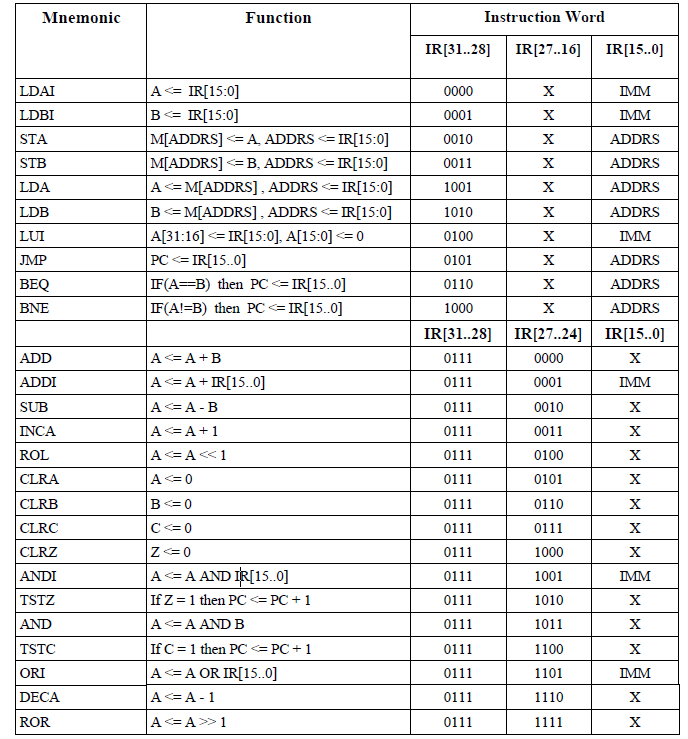 Mnemonic Function Instruction Word
IR[31..28] IR[27..16] IR[15..0]
LDAI A <= IR[15:0] 0000 X IMM
LDBI B <= IR[15:0] 0001 X IMM
STA M[ADDRS] <= A, ADDRS <= IR[15:0] 0010 X ADDRS
STB M[ADDRS] <= B, ADDRS <= IR[15:0] 0011 X ADDRS
LDA A <= M[ADDRS] , ADDRS <= IR[15:0] 1001 X ADDRS
LDB B <= M[ADDRS] , ADDRS <= IR[15:0] 1010 X ADDRS
LUI A[31:16] <= IR[15:0], A[15:0] <= 0 0100 X IMM
JMP PC <= IR[15..0] 0101 X ADDRS
BEQ IF(A==B) then PC <= IR[15..0] 0110 X ADDRS
BNE IF(A!=B) then PC <= IR[15..0] 1000 X ADDRS
IR[31..28] IR[27..24] IR[15..0]
ADD A <= A + B 0111 0000 X
ADDI A <= A + IR[15..0] 0111 0001 IMM
SUB A <= A - B 0111 0010 X
INCA A <= A + 1 0111 0011 X
ROL A <= A << 1 0111 0100 X
CLRA A <= 0 0111 0101 X
CLRB B <= 0 0111 0110 X
CLRC C <= 0 0111 0111 X
CLRZ Z <= 0 0111 1000 X
ANDI A <= A AND IR[15..0] 0111 1001 IMM
TSTZ If Z = 1 then PC <= PC + 1 0111 1010 X
AND A <= A AND B 0111 1011 X
TSTC If C = 1 then PC <= PC + 1 0111 1100 X
ORI A <= A OR IR[15..0] 0111 1101 IMM
DECA A <= A - 1 0111 1110 X
ROR A <= A >> 1 0111 1111 X